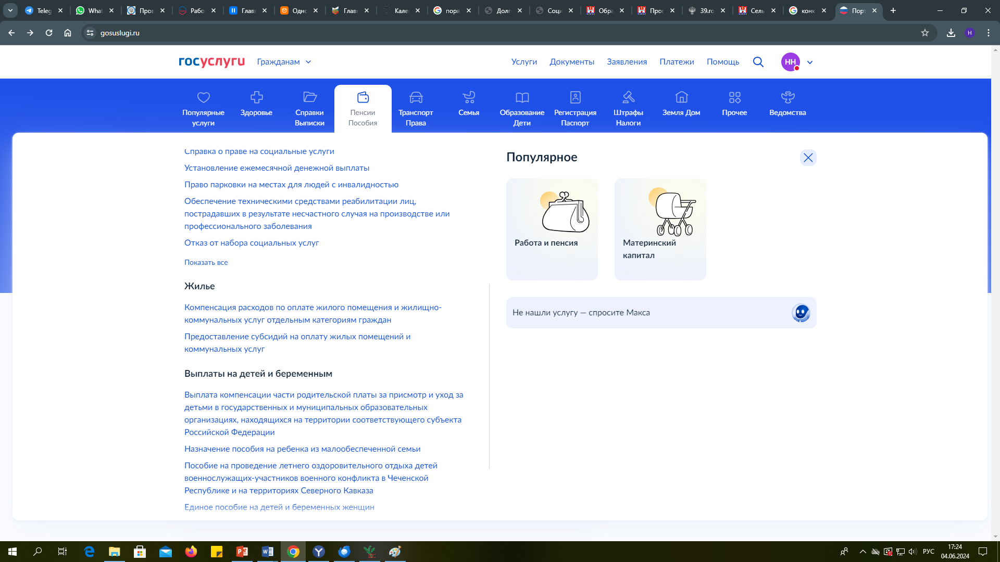 Teleg
What
Пров
Рабо
Главн
Одно
Главн
Кале
поря
Долг
Соци
Обра
Прог
39.ro
Сель
конк
Порт
gosuslugi.ru
Н
госуслуги
Гражданам
Услуги
Документы
Заявления
Платежи
Помощь
НН
Популярные
услуги
Здоровье
Справки
Выписки
Пенсии
Пособия
Транспорт
Права
Семья
Образование
Дети
Регистрация
Паспорт
Штрафы
Налоги
Земля Дом
Прочее
Ведомства
Справка о праве на социальные услуги
Установление ежемесячной денежной выплаты
Право парковки на местах для людей с инвалидностью
Обеспечение техническими средствами реабилитации лиц,
пострадавших в результате несчастного случая на производстве или
профессионального заболевания
Отказ от набора социальных услуг
Показать все
Жилье
Компенсация расходов по оплате жилого помещения и жилищно-
коммунальных услуг отдельным категориям граждан
Предоставление субсидий на оплату жилых помещений и
коммунальных услуг
Выплаты на детей и беременным
Выплата компенсации части родительской платы за присмотр и уход за
детьми в государственных и муниципальных образовательных
организациях, находящихся на территории соответствующего субъекта
Российской Федерации
Назначение пособия на ребенка из малообеспеченной семьи
Пособие на проведение летнего оздоровительного отдыха детей
военнослужащих-участников военного конфликта в Чеченской
Республике и на территориях Северного Кавказа
Единое пособие на детей и беременных женщин
Популярное
Работа и пенсия
Материнский
капитал
Не нашли услугу — спросите Макса
РУС
17:24
04.06.2024